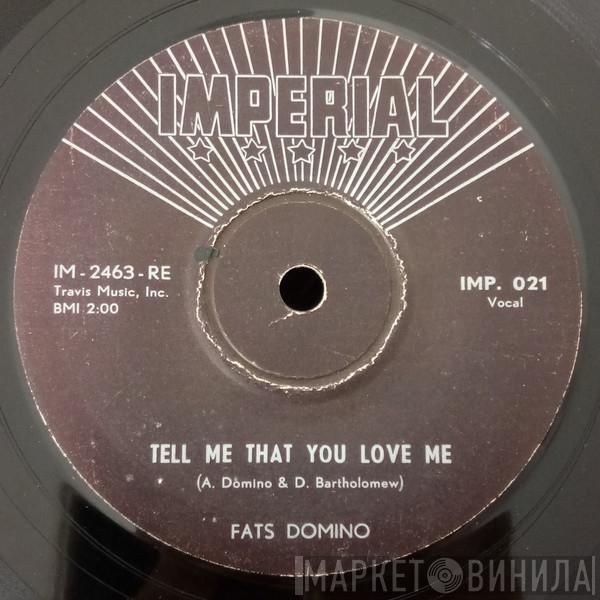 IMPERIAL
IM-2463-RE
Travis Music, Inc.
BMI 2:00
IMP. 021
Vocal
TELL ME THAT YOU LOVE ME
(A. Domino & D. Bartholomew)
FATS DOMINO
МАРКЕТ ВИНИЛА